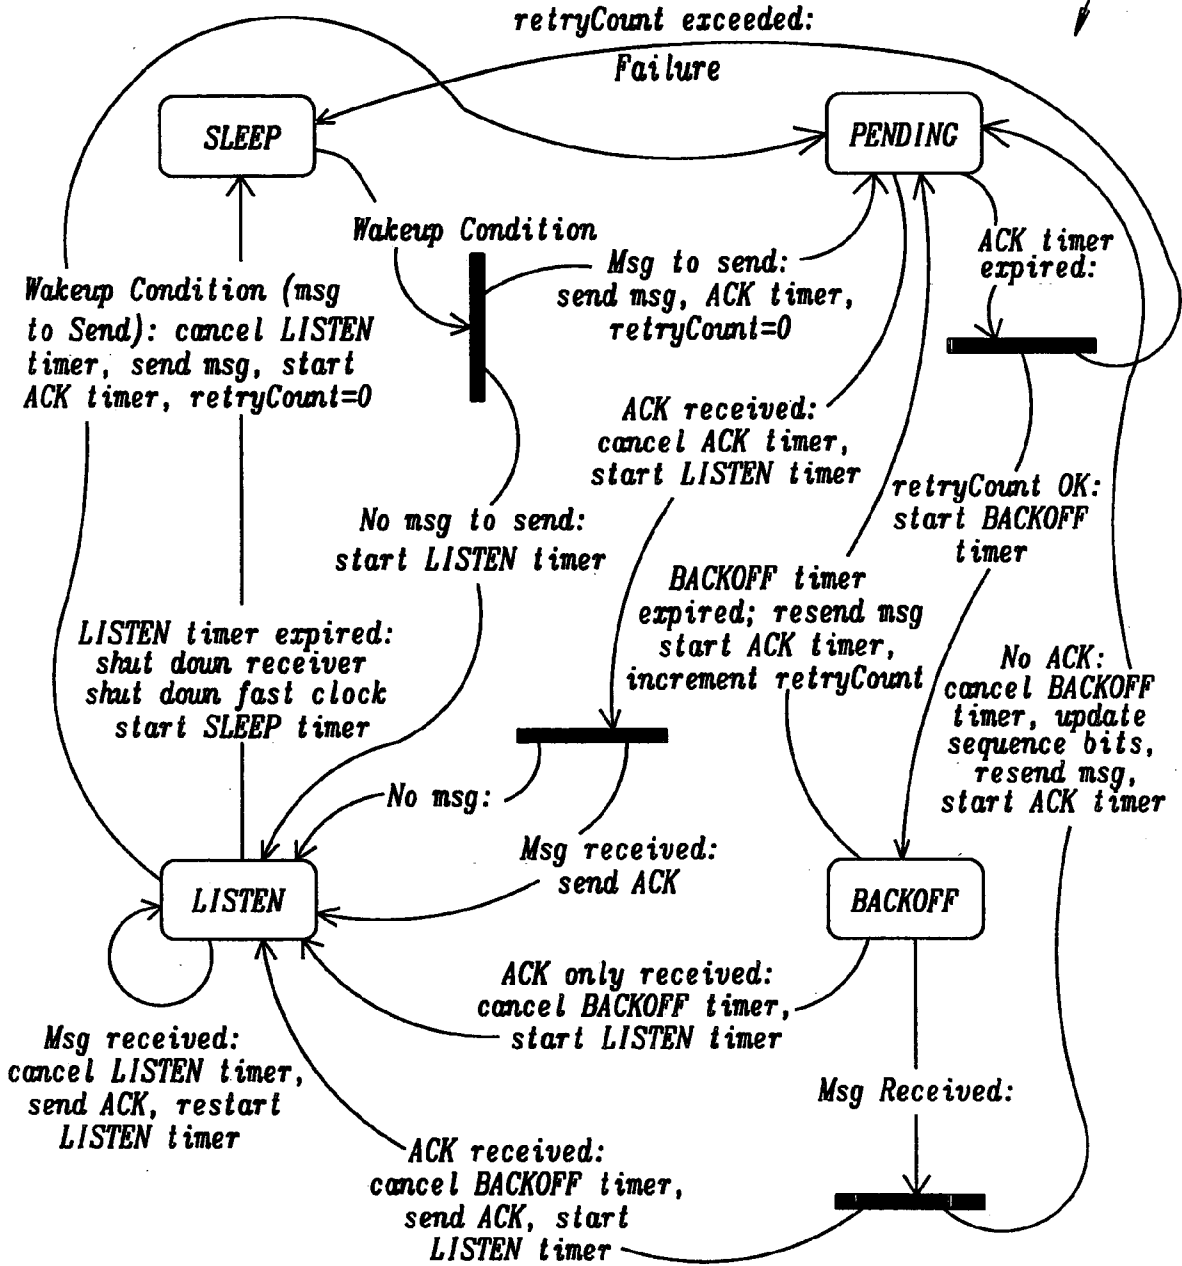 retryCount exceeded:
Failure
SLEEP
PENDING
Wakeup Condition
Msg to send:
send msg, ACK timer,
retryCount=0
ACK timer
expired:
Wakeup Condition (msg
to Send): cancel LISTEN
timer, send msg, start
ACK timer, retryCount=0
ACK received:
cancel ACK timer,
start LISTEN timer
retryCount OK:
start BACKOFF
timer
No msg to send:
start LISTEN timer
BACKOFF timer
expired; resend msg
start ACK timer,
increment retryCount
LISTEN timer expired:
shut down receiver
shut down fast clock
start SLEEP timer
No ACK:
cancel BACKOFF
timer, update
sequence bits,
resend msg,
start ACK timer
No msg:
Msg received:
send ACK
LISTEN
BACKOFF
ACK only received:
cancel BACKOFF timer,
start LISTEN timer
Msg received:
cancel LISTEN timer,
send ACK, restart
LISTEN timer
Msg Received:
ACK received:
cancel BACKOFF timer,
send ACK, start
LISTEN timer